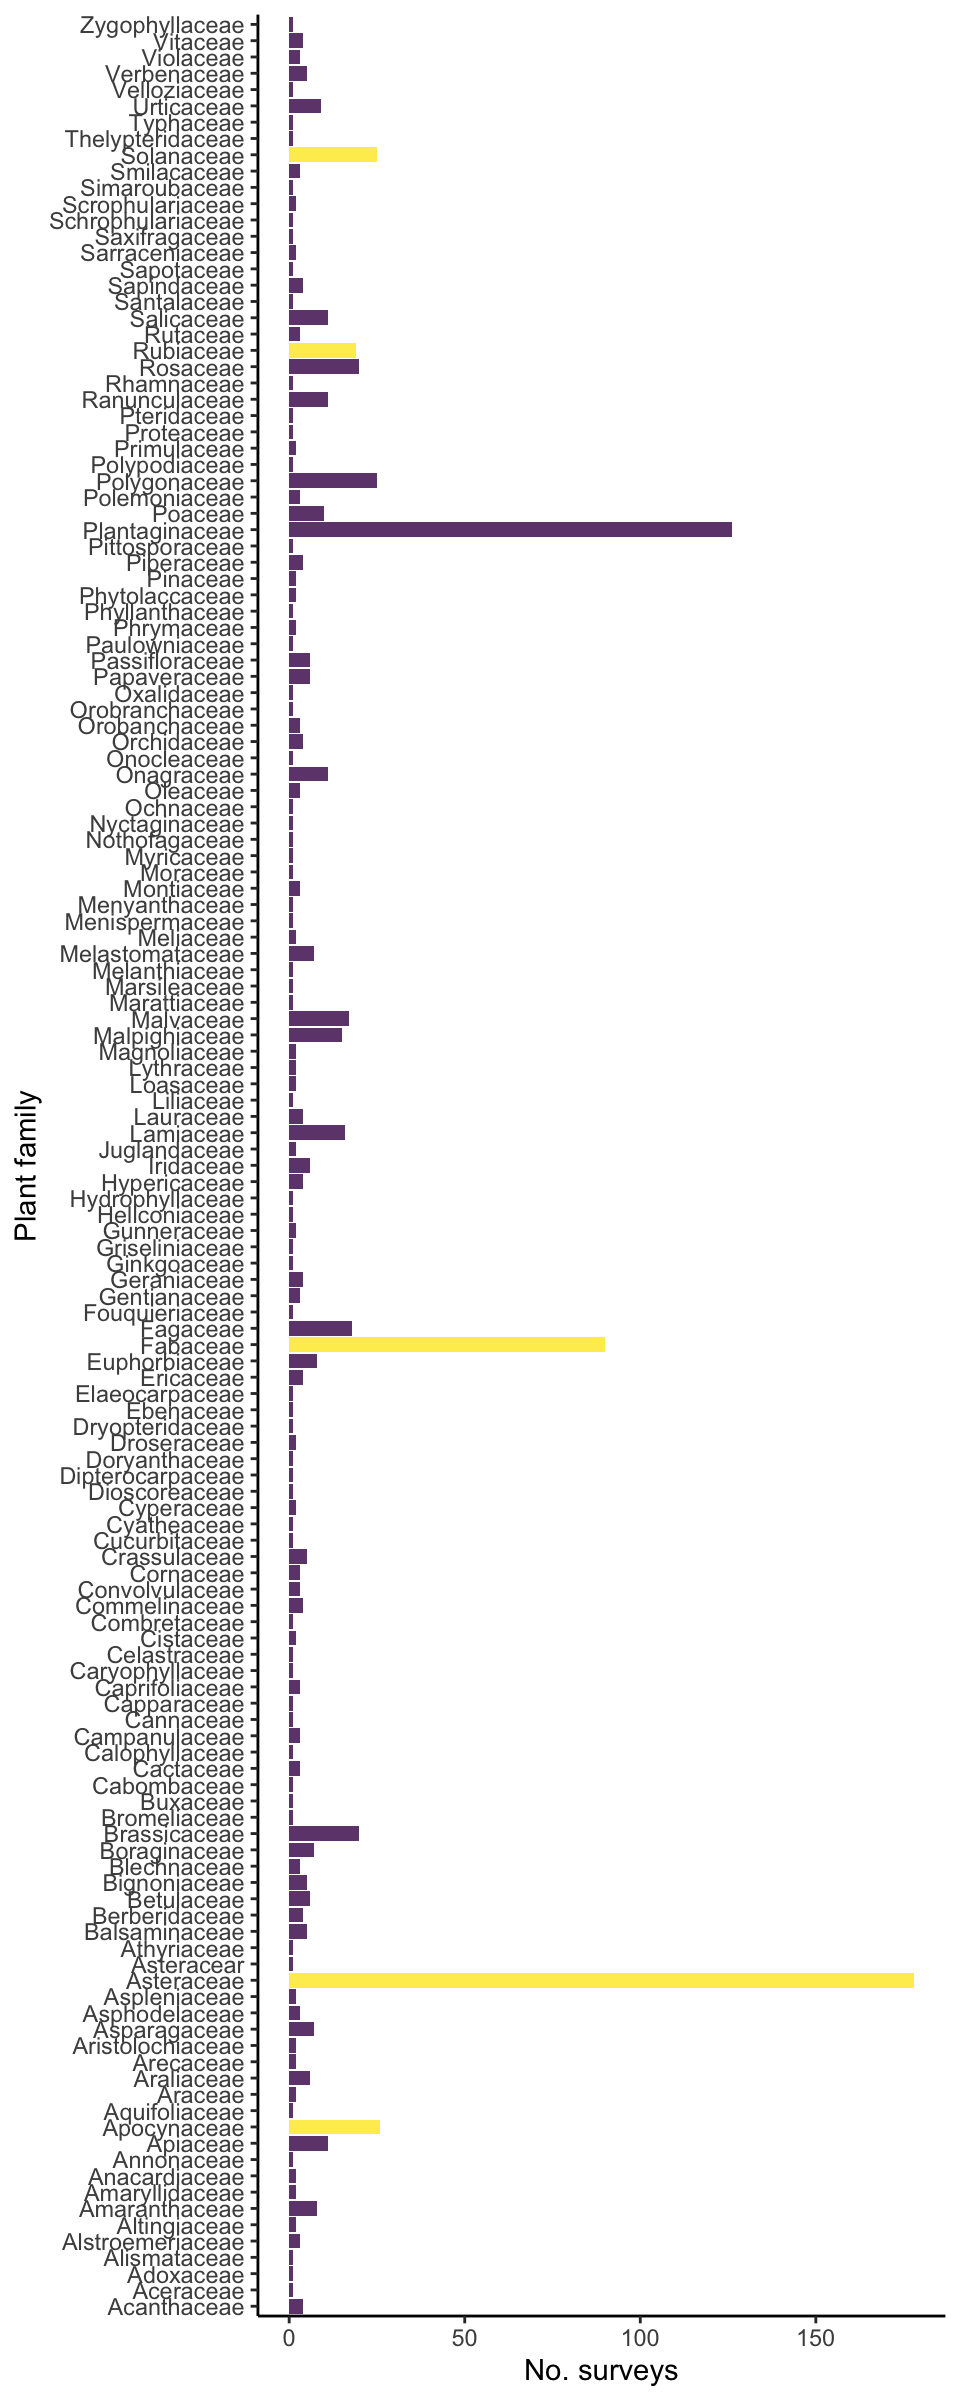 Zygophyllaceae
Vitaceae
Violaceae
Verbenaceae
Velloziaceae
Urticaceae
Typhaceae
Thelypteridaceae
Solanaceae
Smilacaceae
Simaroubaceae
Scrophulariaceae
Schrophulariaceae
Saxifragaceae
Sarraceniaceae
Sapotaceae
Sapindaceae
Santalaceae
Salicaceae
Rutaceae
Rubiaceae
Rosaceae
Rhamnaceae
Ranunculaceae
Pteridaceae
Proteaceae
Primulaceae
Polypodiaceae
Polygonaceae
Polemoniaceae
Poaceae
Plantaginaceae
Pittosporaceae
Piperaceae
Pinaceae
Phytolaccaceae
Phyllanthaceae
Phrymaceae
Paulowniaceae
Passifloraceae
Papaveraceae
Oxalidaceae
Orobranchaceae
Orobanchaceae
Orchidaceae
Onocleaceae
Onagraceae
Oleaceae
Ochnaceae
Nyctaginaceae
Nothofagaceae
Myricaceae
Moraceae
Montiaceae
Menyanthaceae
Menispermaceae
Meliaceae
Melastomataceae
Melanthiaceae
Marsileaceae
Marattiaceae
Malvaceae
Malpighiaceae
Magnoliaceae
Lythraceae
Loasaceae
Liliaceae
Lauraceae
Lamiaceae
Juglandaceae
Iridaceae
Hypericaceae
Hydrophyllaceae
Heliconiaceae
Gunneraceae
Griseliniaceae
Ginkgoaceae
Geraniaceae
Gentianaceae
Fouquieriaceae
Fagaceae
Fabaceae
Euphorbiaceae
Ericaceae
Elaeocarpaceae
Ebenaceae
Dryopteridaceae
Droseraceae
Doryanthaceae
Dipterocarpaceae
Dioscoreaceae
Cyperaceae
Cyatheaceae
Cucurbitaceae
Crassulaceae
Cornaceae
Convolvulaceae
Commelinaceae
Combretaceae
Cistaceae
Celastraceae
Caryophyllaceae
Caprifoliaceae
Capparaceae
Cannaceae
Campanulaceae
Calophyllaceae
Cactaceae
Cabombaceae
Buxaceae
Bromeliaceae
Brassicaceae
Boraginaceae
Blechnaceae
Bignoniaceae
Betulaceae
Berberidaceae
Balsaminaceae
Athyriaceae
Asteracear
Asteraceae
Aspleniaceae
Asphodelaceae
Asparagaceae
Aristolochiaceae
Arecaceae
Araliaceae
Araceae
Aquifoliaceae
Apocynaceae
Apiaceae
Annonaceae
Anacardiaceae
Amaryllidaceae
Amaranthaceae
Altingiaceae
Alstroemeriaceae
Alismataceae
Adoxaceae
Aceraceae
Acanthaceae
Plant family
0 50 100 150
No. surveys